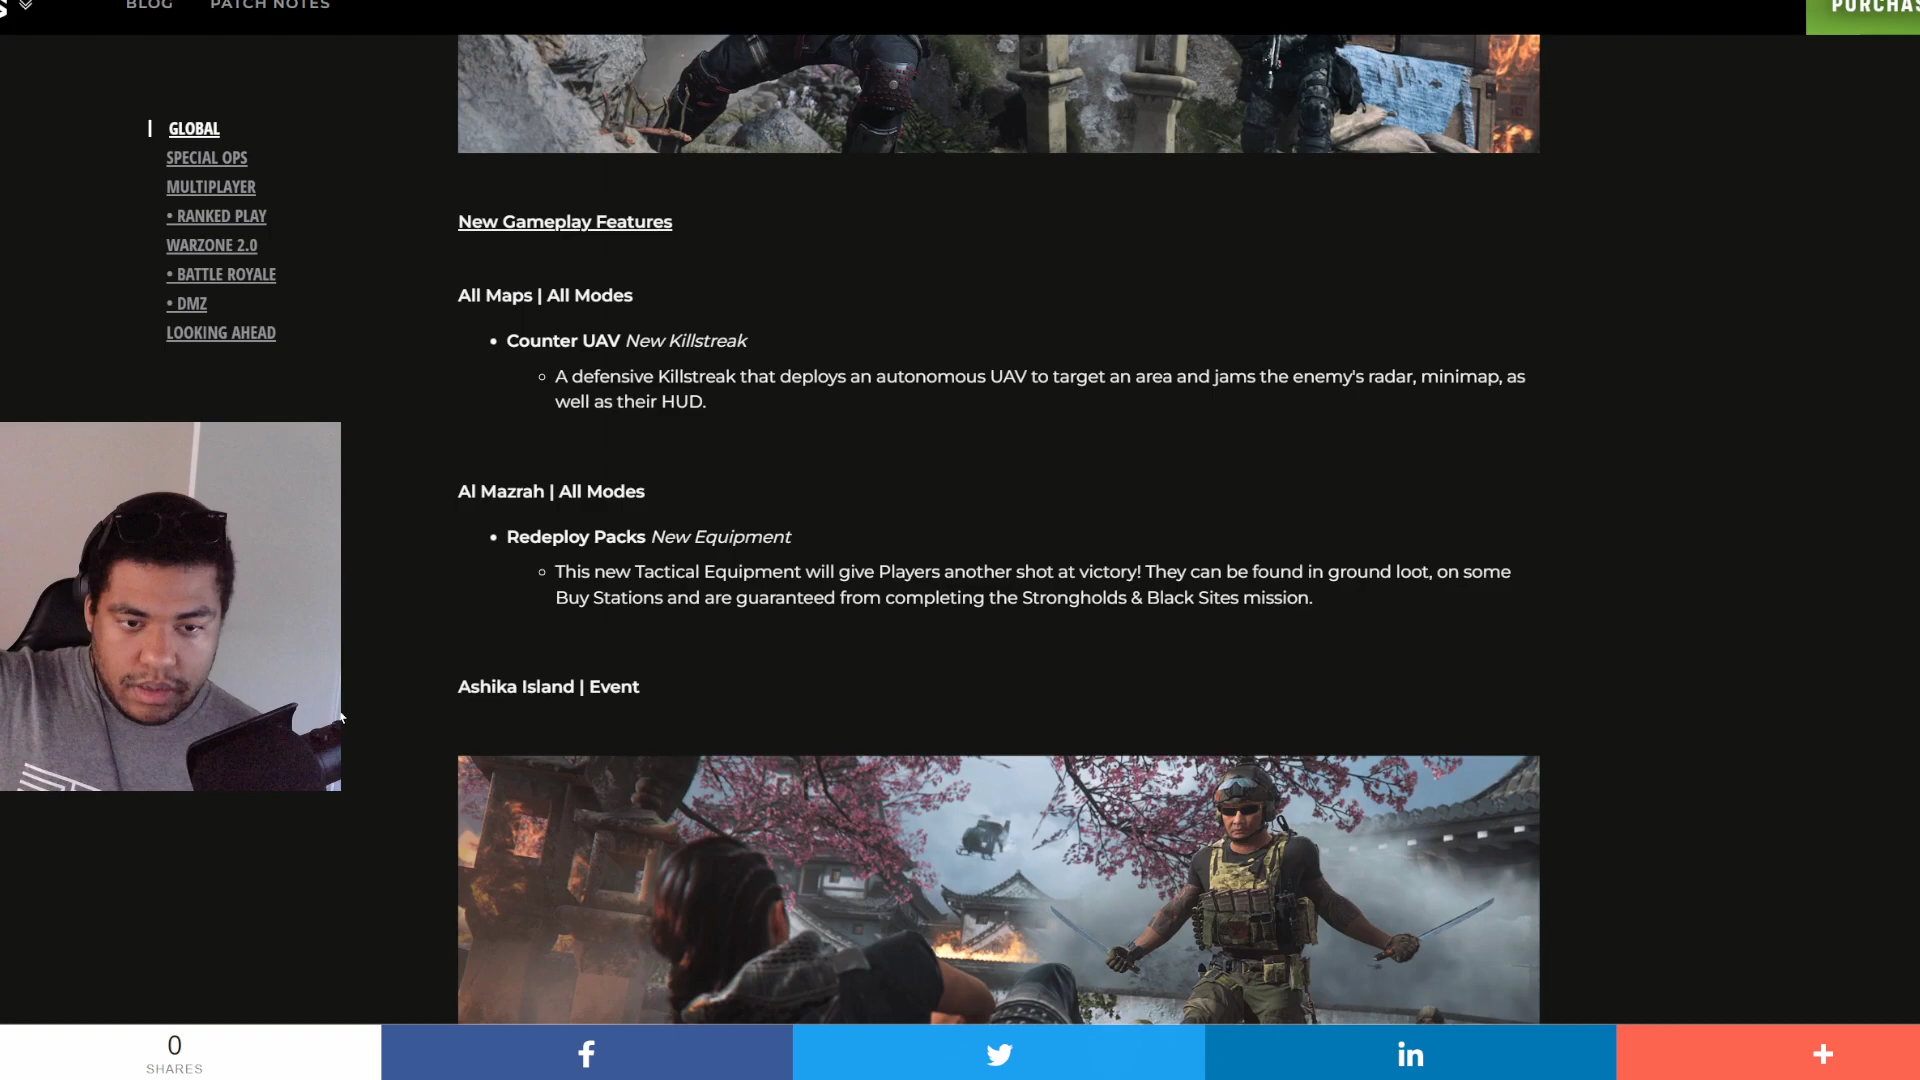 BLOG
PATCH NOTES
GLOBAL
SPECIAL OPS
MULTIPLAYER
• RANKED PLAY
WARZONE 2.0
• BATTLE ROYALE
• DMZ
LOOKING AHEAD
New Gameplay Features
All Maps | All Modes
• Counter UAV New Killstreak
A defensive Killstreak that deploys an autonomous UAV to target an area and jams the enemy's radar, minimap, as
well as their HUD.
Al Mazrah | All Modes
• Redeploy Packs New Equipment
This new Tactical Equipment will give Players another shot at victory! They can be found in ground loot, on some
Buy Stations and are guaranteed from completing the Strongholds & Black Sites mission.
Ashika Island | Event
0
SHARES